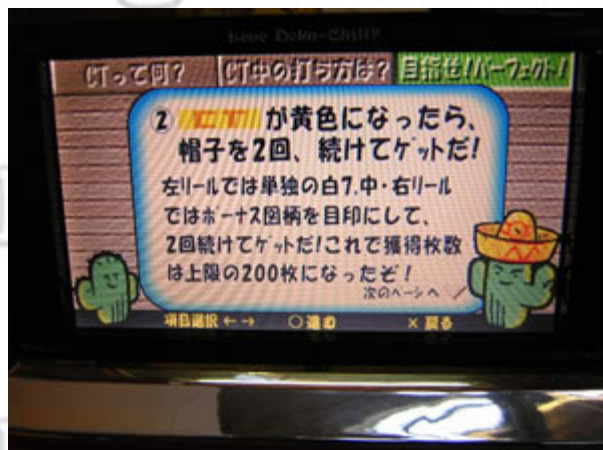 CTって何? CT中の打ち方は? 目指せ!パーフェクト!
② が黄色になったら、
帽子を2回、続けてゲットだ!
左リールでは単独の白7.中・右リール
ではボーナス図柄を目印にして、
2回続けてゲットだ!これで獲得枚数
は上限の200枚になったぞ!
次のページへ
項目選択 ←→ ○進む ×戻る